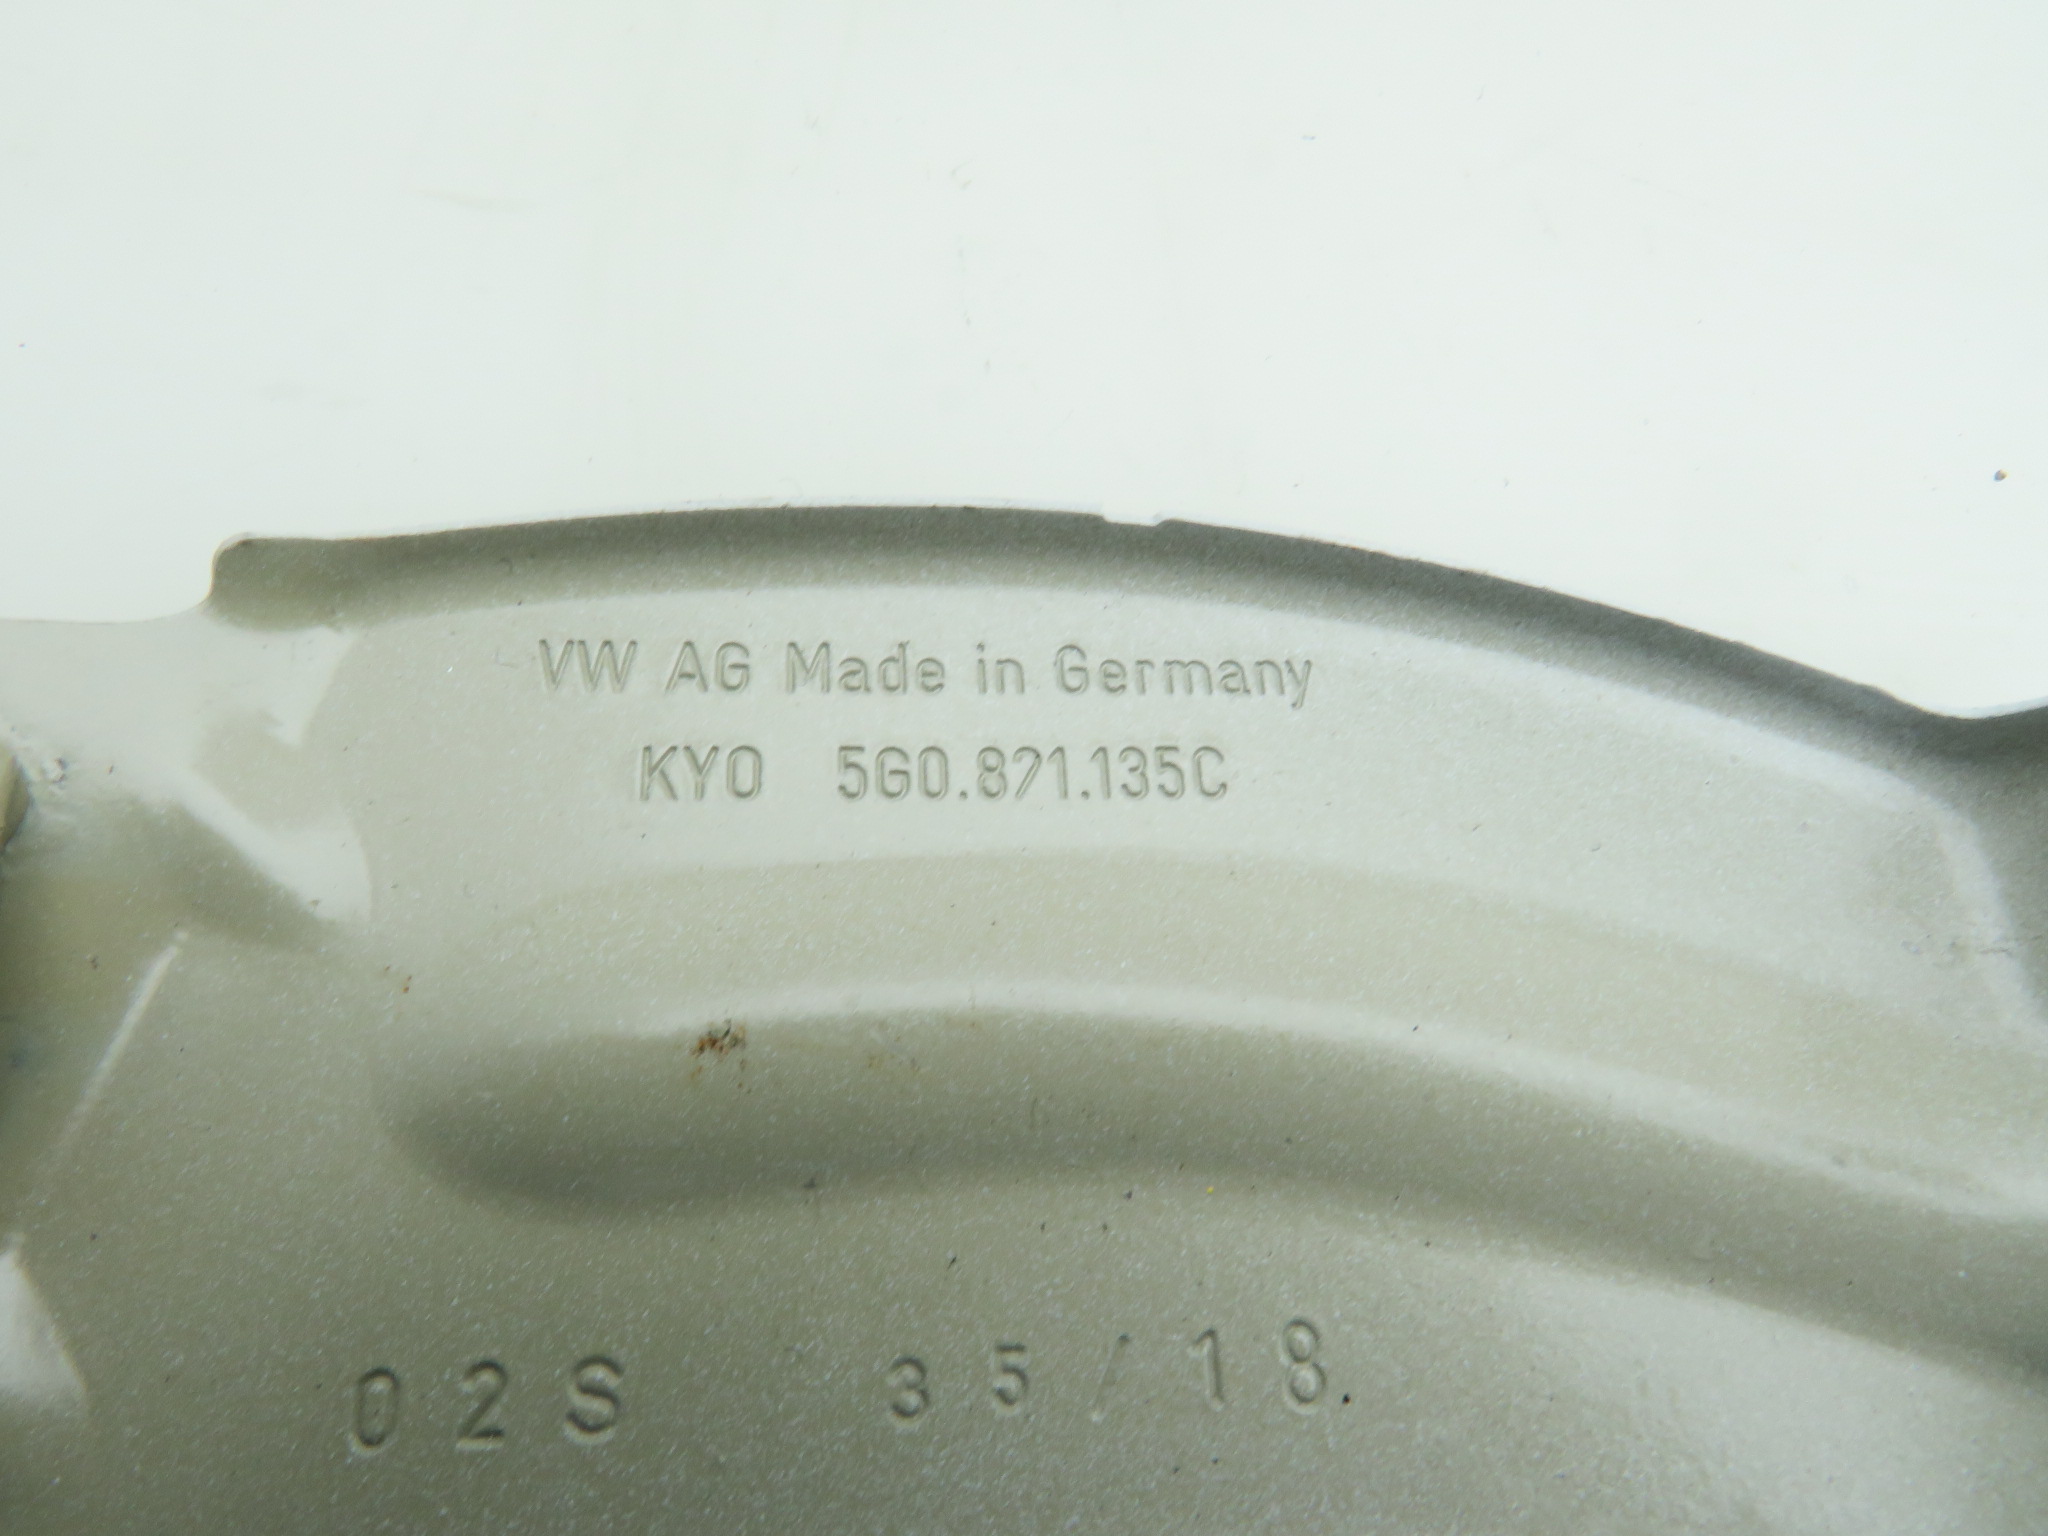 VW AG Made in Germany
KYO 5G0.871.135C
02S 35/18